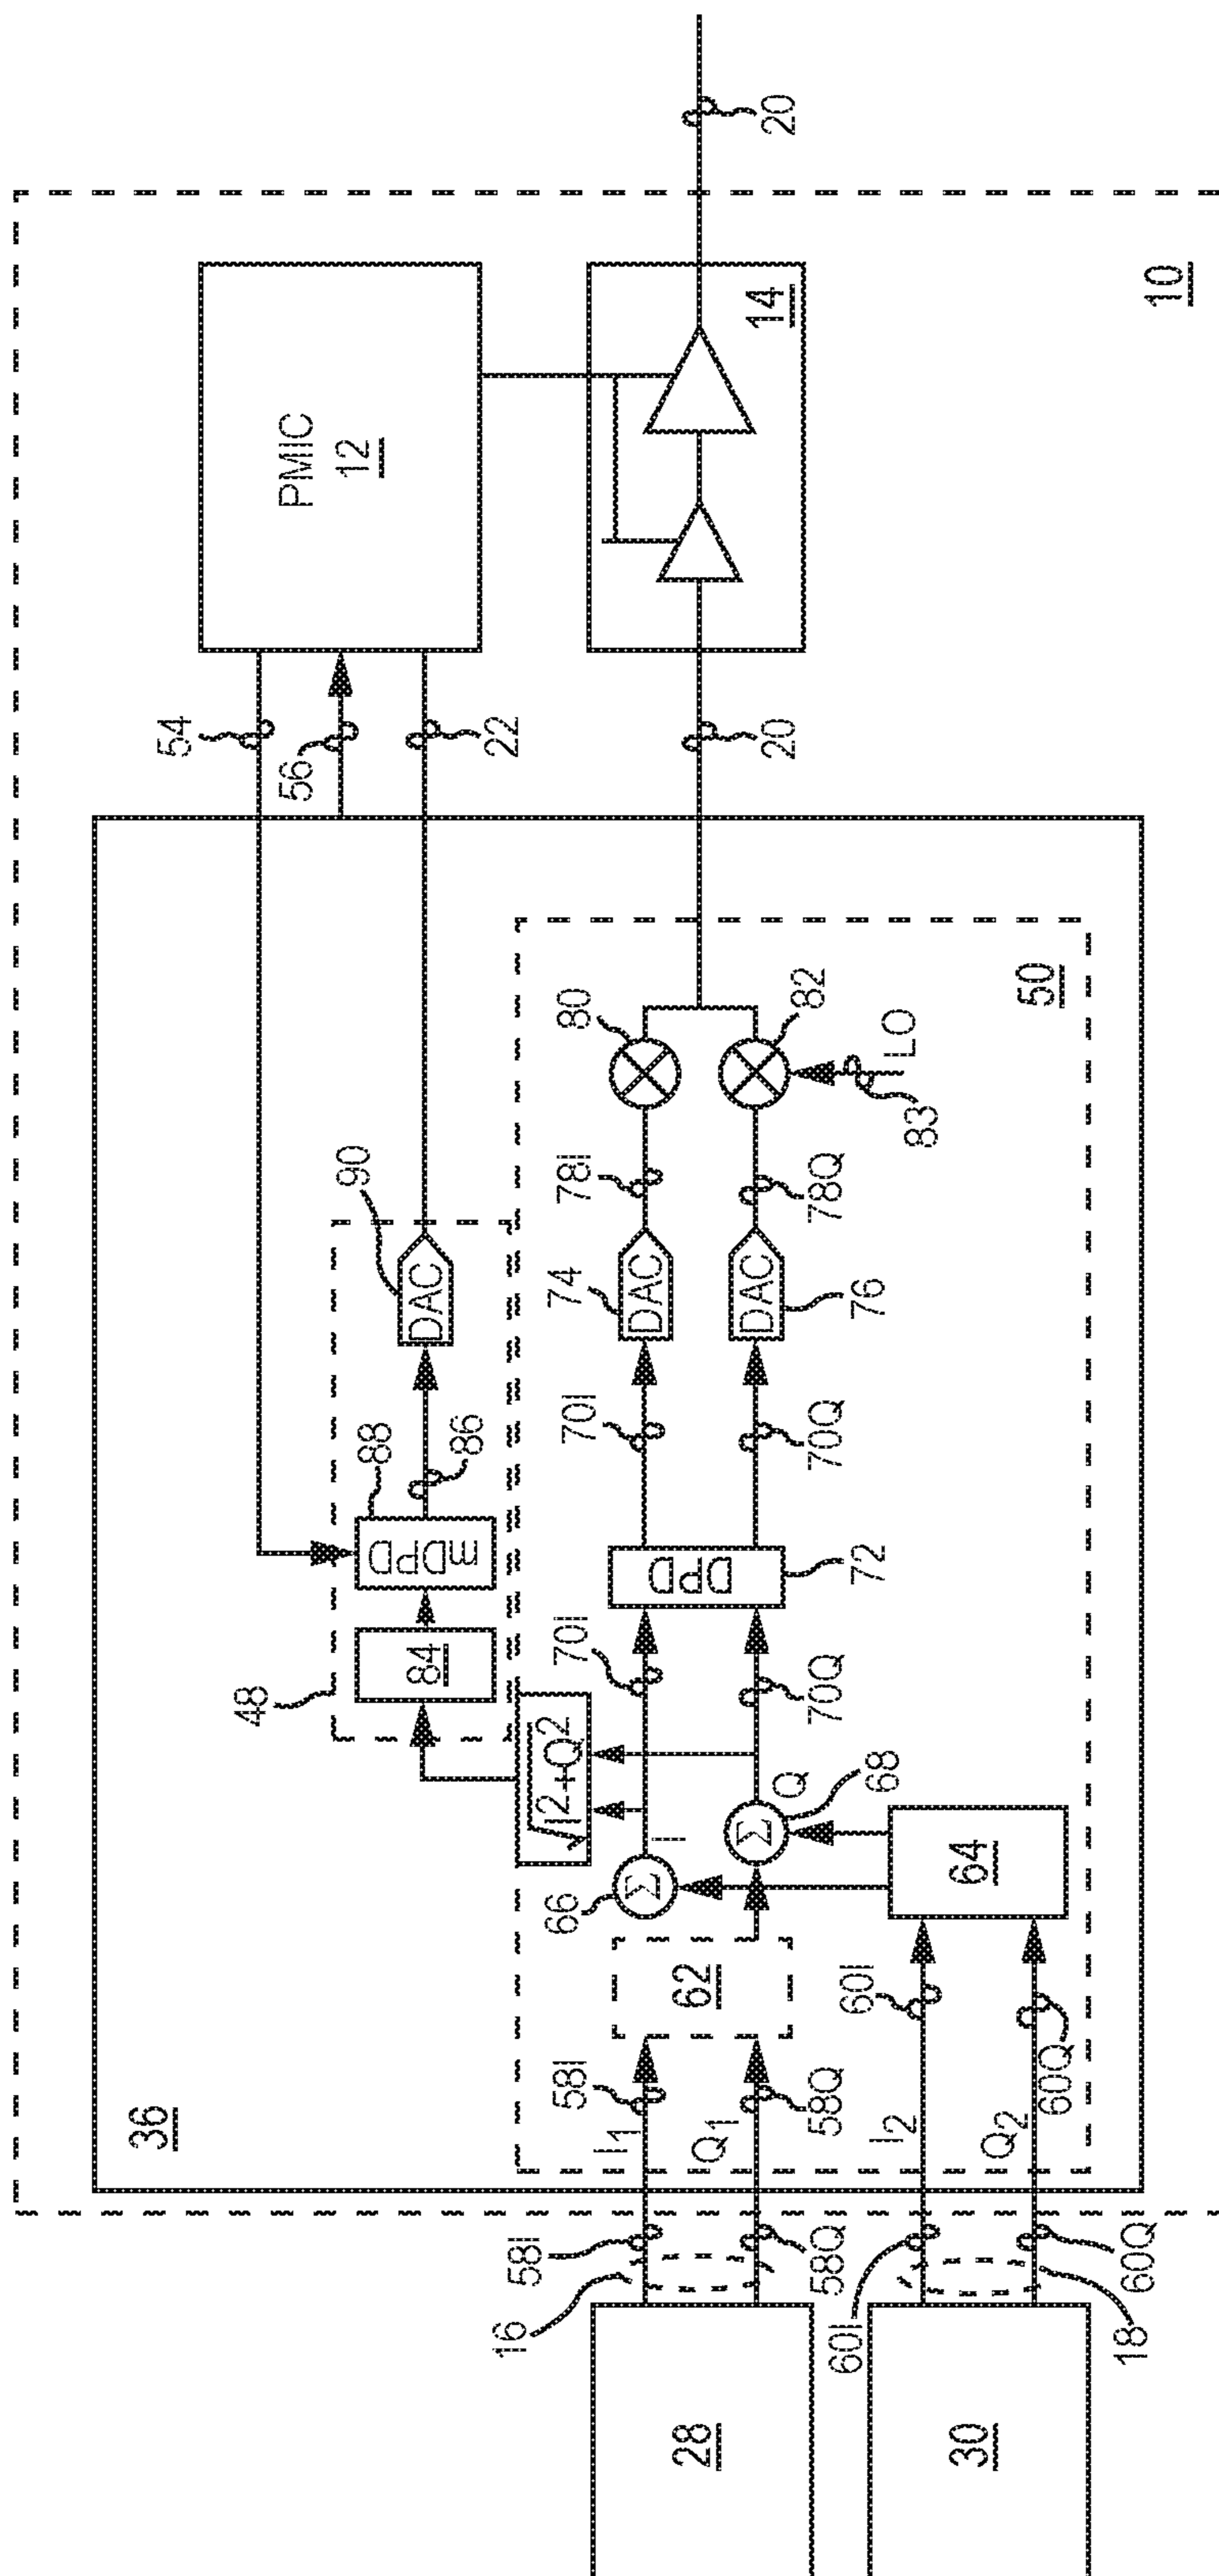 36
48
84
mDPD
88
86
90
DAC
54
56
22
PMIC
12
20
14
20
10
28
16
58I
58Q
I1
58I
Q1
58Q
62
66
Σ
I
√I2+Q2
Σ
Q
68
70I
70Q
DPD
72
70I
70Q
74
DAC
DAC
76
78I
78Q
80
82
LO
83
50
30
60I
60Q
18
I2
60I
Q2
60Q
64